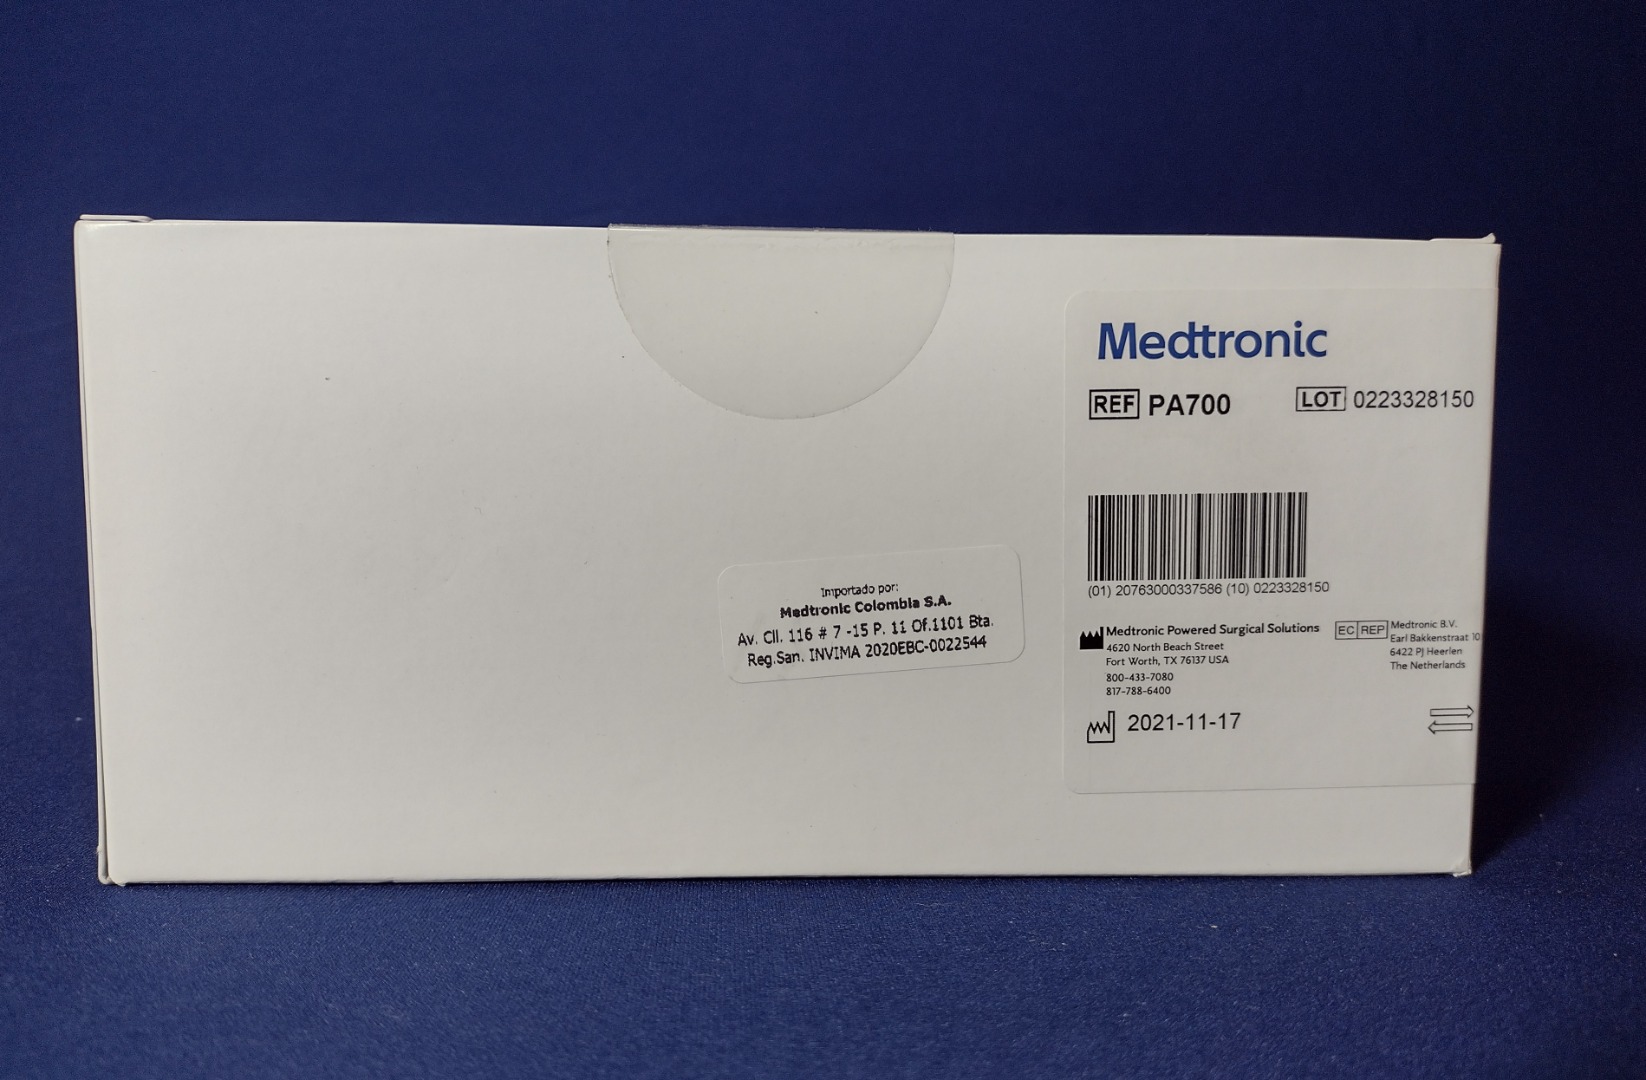 Medtronic
REF PA700 LOT 0223328150
(01) 20763000337586 (10) 0223328150
Importado por:
Medtronic Colombia S.A.
Av. Cll. 116 # 7 -15 P. 11 Of.1101 Bta.
Reg.San. INVIMA 2020EBC-0022544
Medtronic Powered Surgical Solutions
4620 North Beach Street
Fort Worth, TX 76137 USA
800-433-7080
817-788-6400
EC REP Medtronic B.V.
Earl Bakkenstraat 10
6422 PJ Heerlen
The Netherlands
2021-11-17